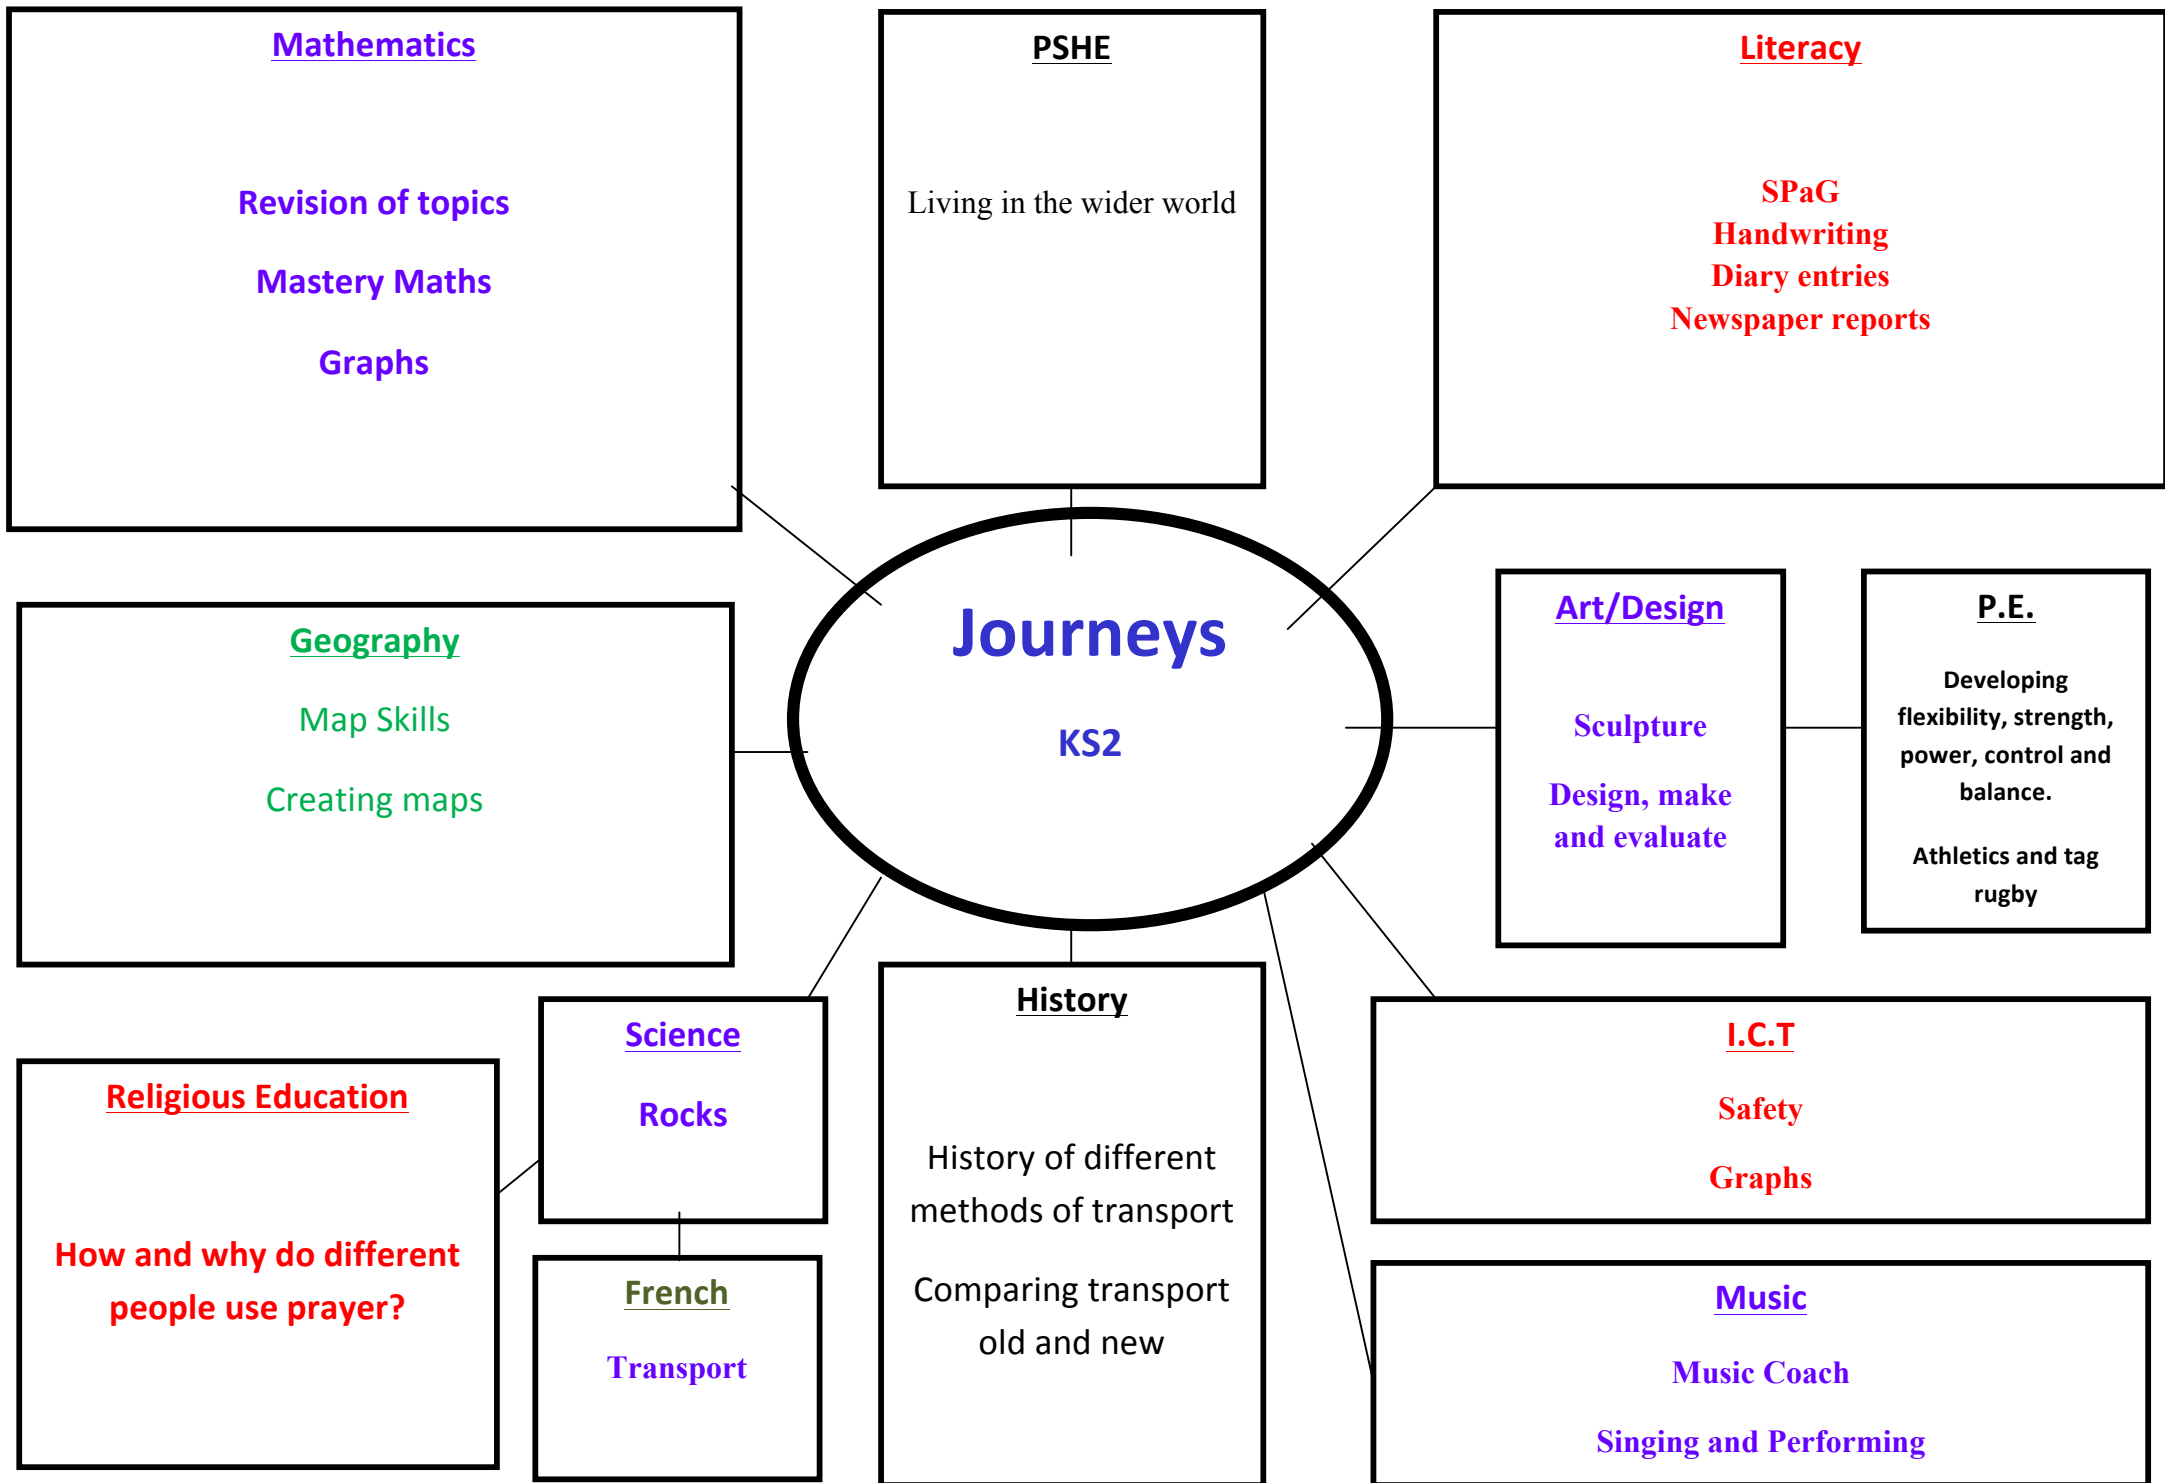 Mathematics
Revision of topics
Mastery Maths
Graphs
PSHE
Living in the wider world
Literacy
SPaG
Handwriting
Diary entries
Newspaper reports
Journeys
KS2
Geography
Map Skills
Creating maps
Art/Design
Sculpture
Design, make
and evaluate
P.E.
Developing
flexibility, strength,
power, control and
balance.
Athletics and tag
rugby
Religious Education
How and why do different
people use prayer?
Science
Rocks
French
Transport
History
History of different
methods of transport
Comparing transport
old and new
I.C.T
Safety
Graphs
Music
Music Coach
Singing and Performing